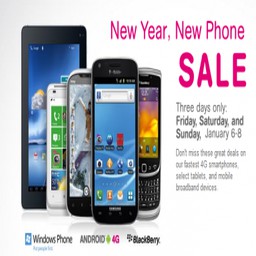 New Year, New Phone
SALE
Three days only:
Friday, Saturday, and
Sunday, January 6-8
Don't miss these great deals on
our fastest 4G smartphones,
select tablets, and mobile
broadband devices.
Windows Phone
ANDROID 4G
BlackBerry